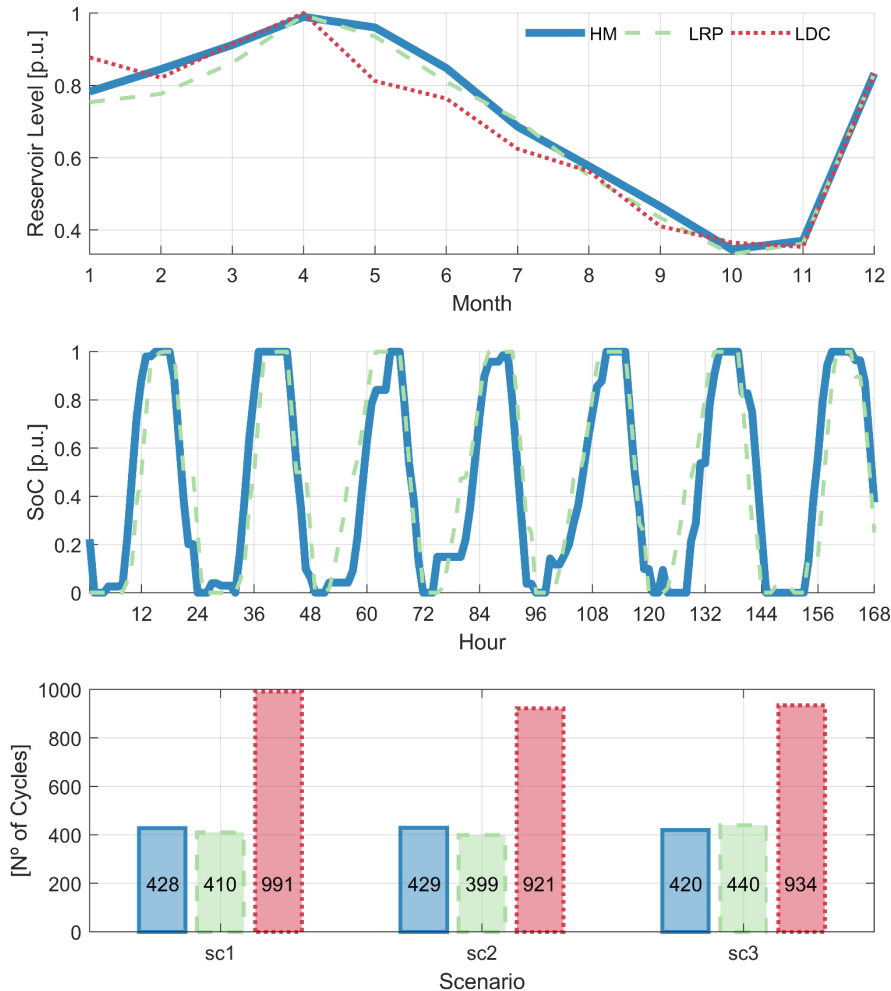 Reservoir Level [p.u.]
1
0.8
0.6
0.4
HM LRP LDC
1 2 3 4 5 6 7 8 9 10 11 12
Month
SoC [p.u.]
1
0.8
0.6
0.4
0.2
0
12 24 36 48 60 72 84 96 108 120 132 144 156 168
Hour
[Nº of Cycles]
1000
800
600
400
200
0
428 410 991 429 399 921 420 440 934
sc1 sc2 sc3
Scenario